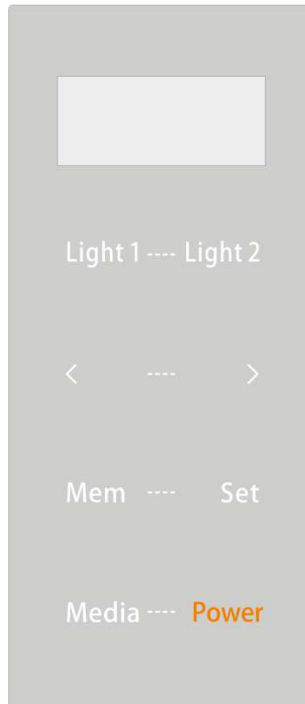 Light 1 ---- Light 2
< ---- >
Mem ---- Set
Media ---- Power